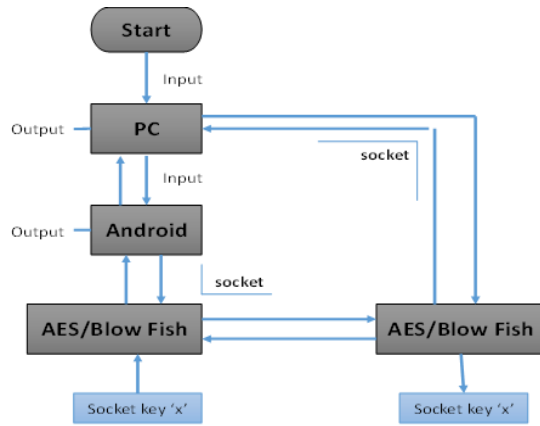 Start
Input
Output
PC
socket
Input
Output
Android
socket
AES/Blow Fish
AES/Blow Fish
Socket key ‘x’
Socket key ‘x’